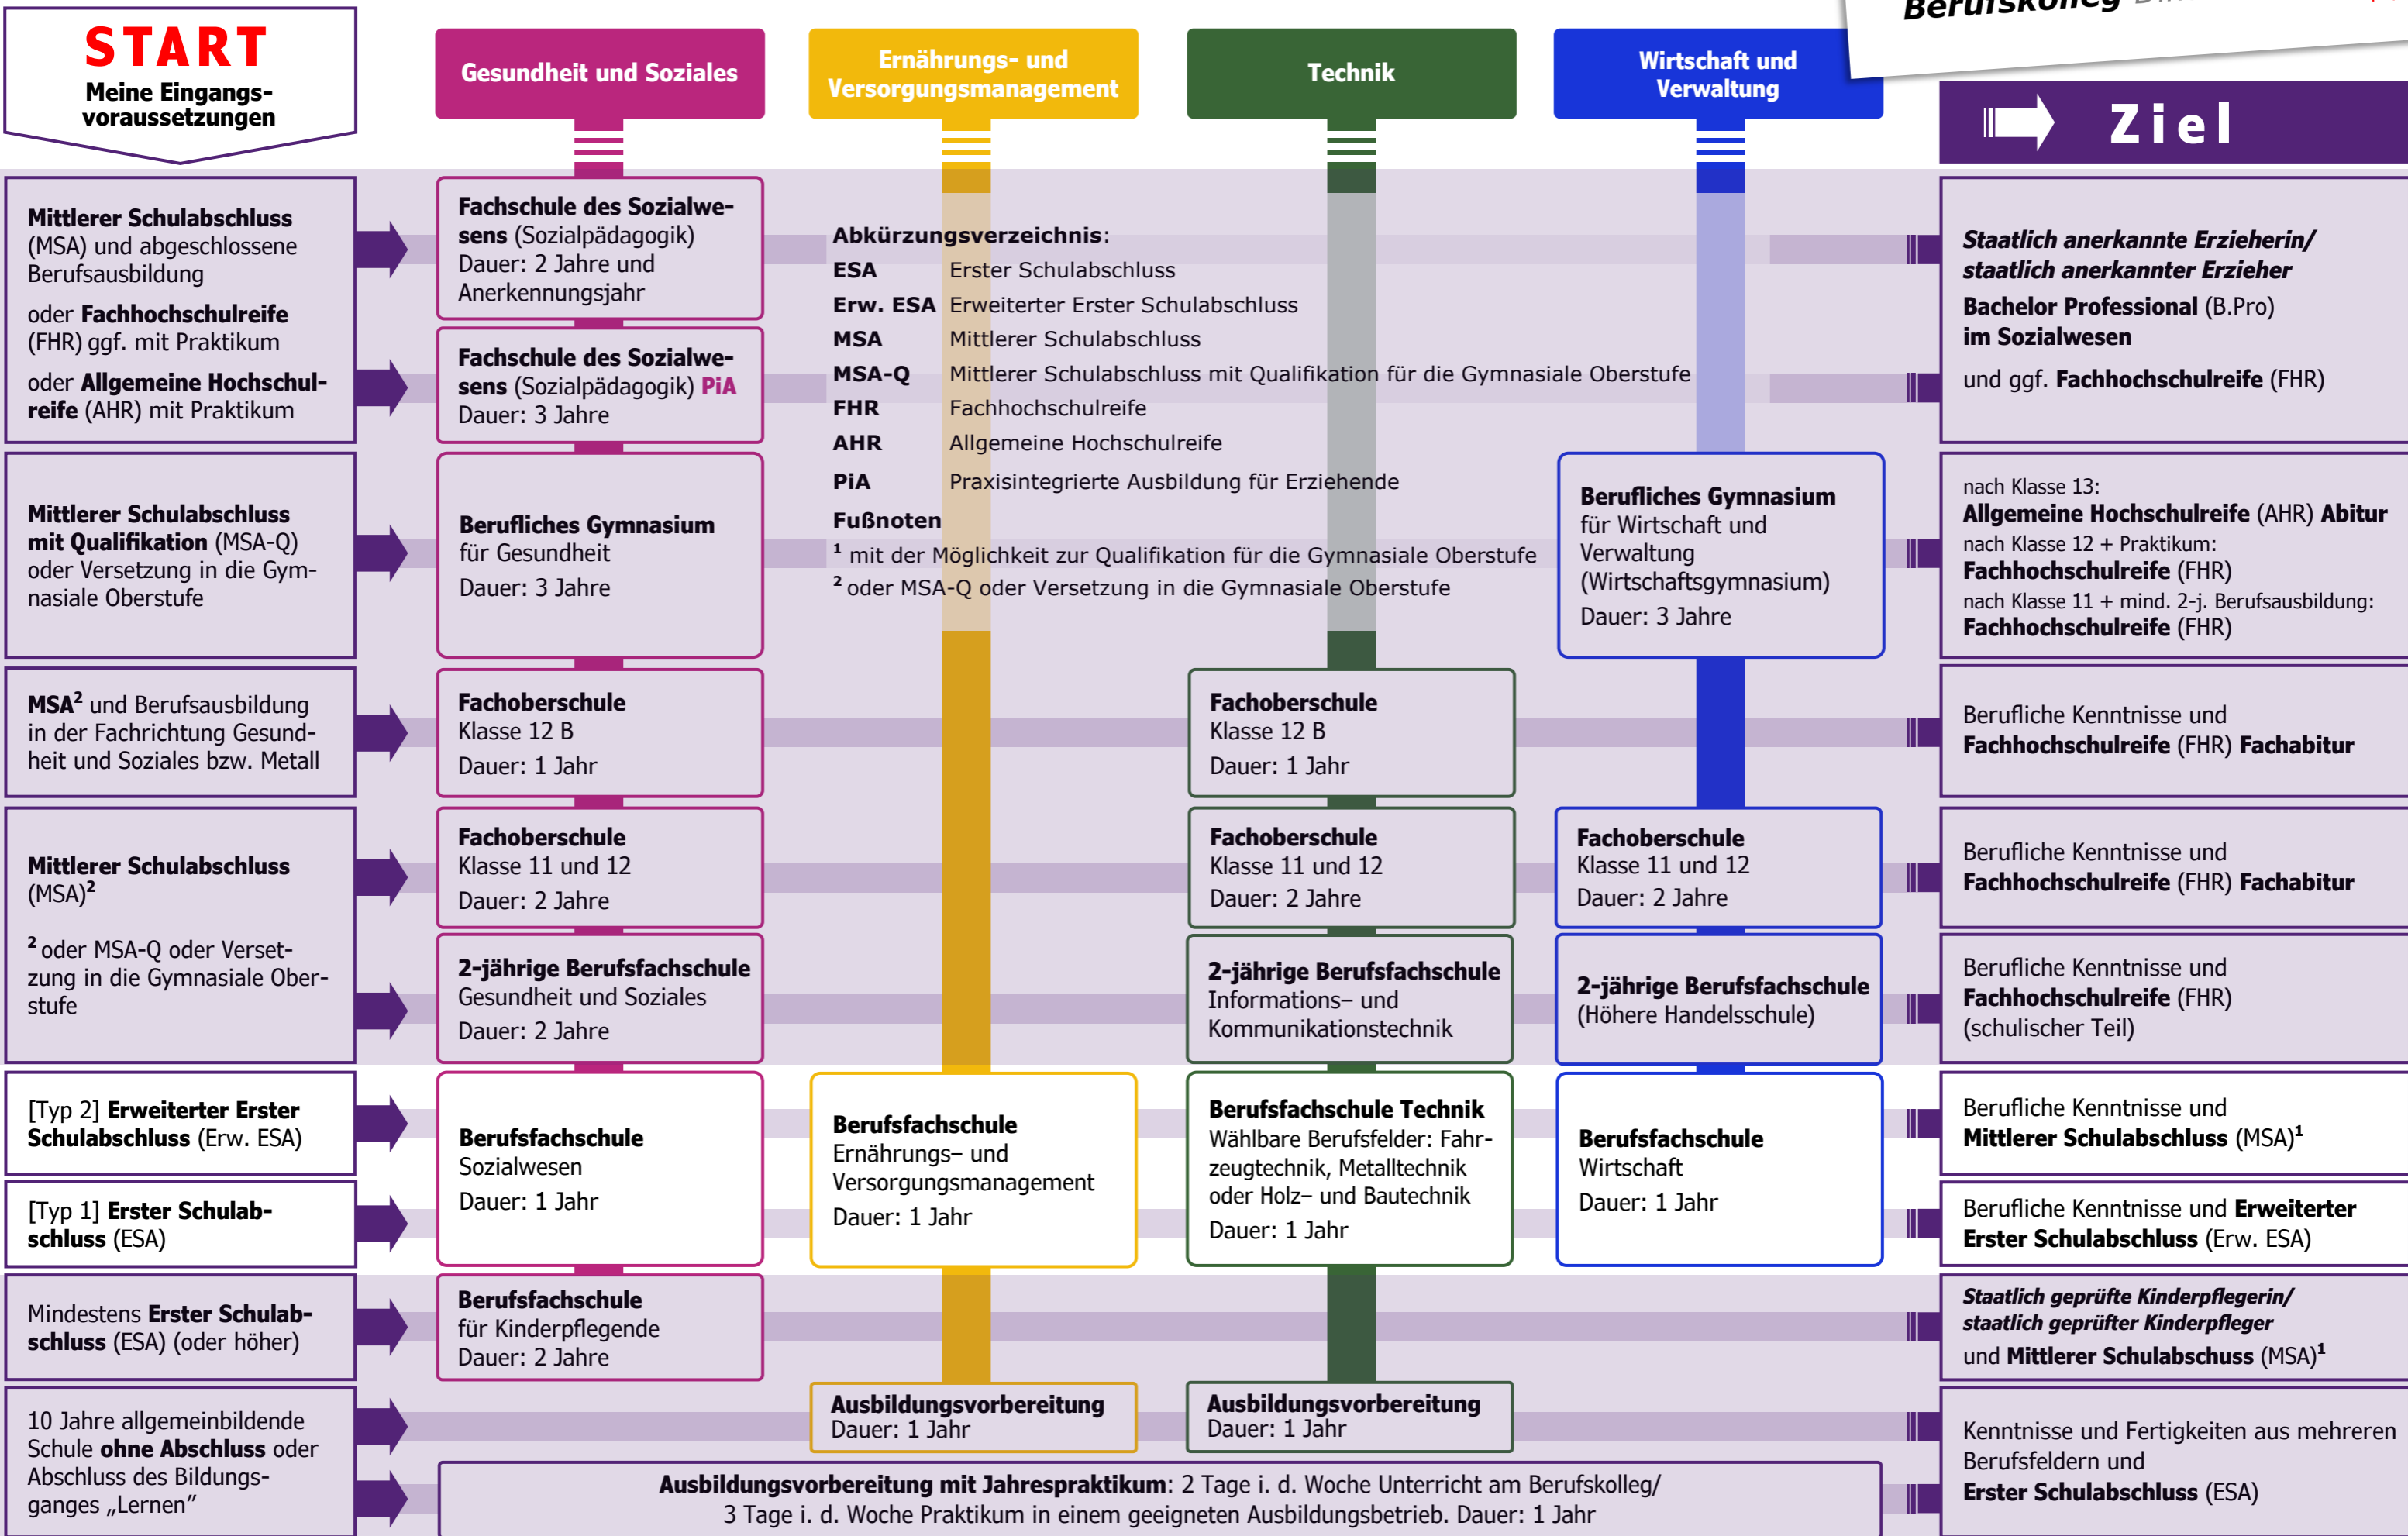 Berufskolleg
START
Meine Eingangs-
voraussetzungen
Gesundheit und Soziales
Ernährungs- und
Versorgungsmanagement
Technik
Wirtschaft und
Verwaltung
Ziel
Mittlerer Schulabschluss
(MSA) und abgeschlossene
Berufsausbildung
oder Fachhochschulreife
(FHR) ggf. mit Praktikum
oder Allgemeine Hochschul-
reife (AHR) mit Praktikum
Fachschule des Sozialwe-
sens (Sozialpädagogik)
Dauer: 2 Jahre und
Anerkennungsjahr
Fachschule des Sozialwe-
sens (Sozialpädagogik) PiA
Dauer: 3 Jahre
Abkürzungsverzeichnis:
ESA Erster Schulabschluss
Erw. ESA Erweiterter Erster Schulabschluss
MSA Mittlerer Schulabschluss
MSA-Q Mittlerer Schulabschluss mit Qualifikation für die Gymnasiale Oberstufe
FHR Fachhochschulreife
AHR Allgemeine Hochschulreife
PiA Praxisintegrierte Ausbildung für Erziehende
Fußnoten
¹ mit der Möglichkeit zur Qualifikation für die Gymnasiale Oberstufe
² oder MSA-Q oder Versetzung in die Gymnasiale Oberstufe
Staatlich anerkannte Erzieherin/
staatlich anerkannter Erzieher
Bachelor Professional (B.Pro)
im Sozialwesen
und ggf. Fachhochschulreife (FHR)
Mittlerer Schulabschluss
mit Qualifikation (MSA-Q)
oder Versetzung in die Gym-
nasiale Oberstufe
Berufliches Gymnasium
für Gesundheit
Dauer: 3 Jahre
Berufliches Gymnasium
für Wirtschaft und
Verwaltung
(Wirtschaftsgymnasium)
Dauer: 3 Jahre
nach Klasse 13:
Allgemeine Hochschulreife (AHR) Abitur
nach Klasse 12 + Praktikum:
Fachhochschulreife (FHR)
nach Klasse 11 + mind. 2-j. Berufsausbildung:
Fachhochschulreife (FHR)
MSA² und Berufsausbildung
in der Fachrichtung Gesund-
heit und Soziales bzw. Metall
Fachoberschule
Klasse 12 B
Dauer: 1 Jahr
Fachoberschule
Klasse 12 B
Dauer: 1 Jahr
Berufliche Kenntnisse und
Fachhochschulreife (FHR) Fachabitur
Mittlerer Schulabschluss
(MSA)²
² oder MSA-Q oder Verset-
zung in die Gymnasiale Ober-
stufe
Fachoberschule
Klasse 11 und 12
Dauer: 2 Jahre
Fachoberschule
Klasse 11 und 12
Dauer: 2 Jahre
Fachoberschule
Klasse 11 und 12
Dauer: 2 Jahre
Berufliche Kenntnisse und
Fachhochschulreife (FHR) Fachabitur
2-jährige Berufsfachschule
Gesundheit und Soziales
Dauer: 2 Jahre
2-jährige Berufsfachschule
Informations– und
Kommunikationstechnik
2-jährige Berufsfachschule
(Höhere Handelsschule)
Berufliche Kenntnisse und
Fachhochschulreife (FHR)
(schulischer Teil)
[Typ 2] Erweiterter Erster
Schulabschluss (Erw. ESA)
[Typ 1] Erster Schulab-
schluss (ESA)
Berufsfachschule
Sozialwesen
Dauer: 1 Jahr
Berufsfachschule
Ernährungs– und
Versorgungsmanagement
Dauer: 1 Jahr
Berufsfachschule Technik
Wählbare Berufsfelder: Fahr-
zeugtechnik, Metalltechnik
oder Holz– und Bautechnik
Dauer: 1 Jahr
Berufsfachschule
Wirtschaft
Dauer: 1 Jahr
Berufliche Kenntnisse und
Mittlerer Schulabschluss (MSA)¹
Berufliche Kenntnisse und Erweiterter
Erster Schulabschluss (Erw. ESA)
Mindestens Erster Schulab-
schluss (ESA) (oder höher)
Berufsfachschule
für Kinderpflegende
Dauer: 2 Jahre
Staatlich geprüfte Kinderpflegerin/
staatlich geprüfter Kinderpfleger
und Mittlerer Schulabschuss (MSA)¹
10 Jahre allgemeinbildende
Schule ohne Abschluss oder
Abschluss des Bildungs-
ganges „Lernen”
Ausbildungsvorbereitung
Dauer: 1 Jahr
Ausbildungsvorbereitung
Dauer: 1 Jahr
Ausbildungsvorbereitung mit Jahrespraktikum: 2 Tage i. d. Woche Unterricht am Berufskolleg/
3 Tage i. d. Woche Praktikum in einem geeigneten Ausbildungsbetrieb. Dauer: 1 Jahr
Kenntnisse und Fertigkeiten aus mehreren
Berufsfeldern und
Erster Schulabschluss (ESA)